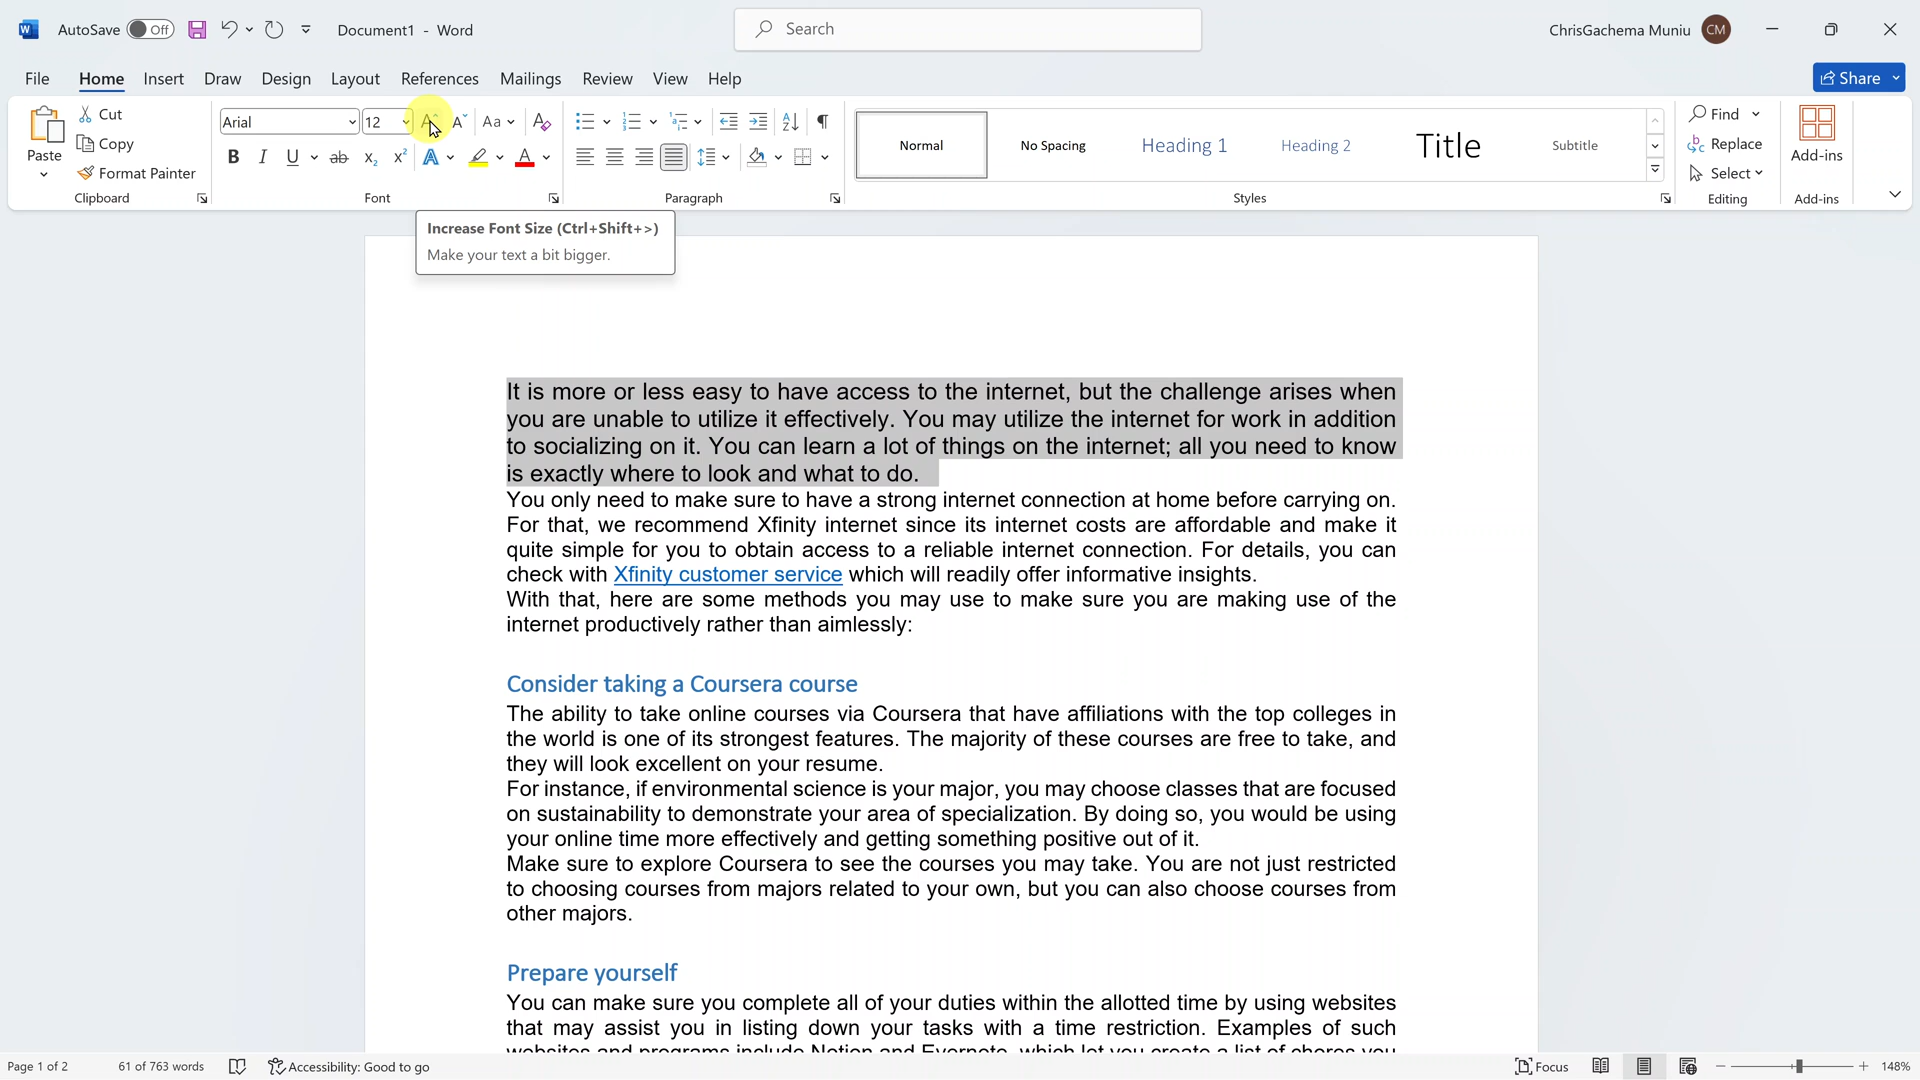 AutoSave Off Document1 - Word Search ChrisGachema Muniu CM
File Home Insert Draw Design Layout References Mailings Review View Help Share
Cut
Copy
Format Painter
Paste
Clipboard
Arial 12 Aa
Font
Paragraph
Normal No Spacing Heading 1 Heading 2 Title Subtitle
Styles
Find
Replace
Select
Editing
Add-ins
Add-ins
Increase Font Size (Ctrl+Shift+>)
Make your text a bit bigger.
It is more or less easy to have access to the internet, but the challenge arises when
you are unable to utilize it effectively. You may utilize the internet for work in addition
to socializing on it. You can learn a lot of things on the internet; all you need to know
is exactly where to look and what to do.
You only need to make sure to have a strong internet connection at home before carrying on.
For that, we recommend Xfinity internet since its internet costs are affordable and make it
quite simple for you to obtain access to a reliable internet connection. For details, you can
check with Xfinity customer service which will readily offer informative insights.
With that, here are some methods you may use to make sure you are making use of the
internet productively rather than aimlessly:
Consider taking a Coursera course
The ability to take online courses via Coursera that have affiliations with the top colleges in
the world is one of its strongest features. The majority of these courses are free to take, and
they will look excellent on your resume.
For instance, if environmental science is your major, you may choose classes that are focused
on sustainability to demonstrate your area of specialization. By doing so, you would be using
your online time more effectively and getting something positive out of it.
Make sure to explore Coursera to see the courses you may take. You are not just restricted
to choosing courses from majors related to your own, but you can also choose courses from
other majors.
Prepare yourself
You can make sure you complete all of your duties within the allotted time by using websites
that may assist you in listing down your tasks with a time restriction. Examples of such
websites and programs include Notion and Evernote, which let you create a list of chores you
Page 1 of 2 61 of 763 words Accessibility: Good to go Focus 148%